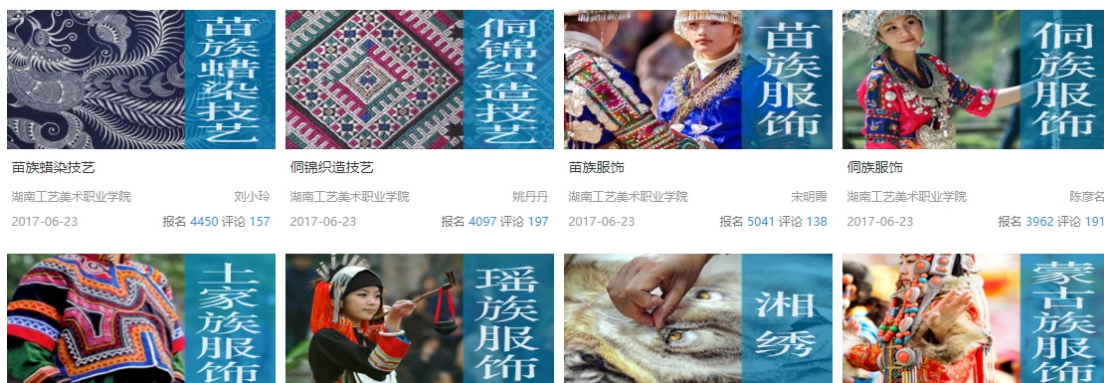 苗族蜡染技艺
侗锦织造技艺
苗族服饰
侗族服饰
苗族蜡染技艺
侗锦织造技艺
苗族服饰
侗族服饰
湖南工艺美术职业学院 刘小玲
湖南工艺美术职业学院 姚丹丹
湖南工艺美术职业学院 宋明霞
湖南工艺美术职业学院 陈彦名
2017-06-23 报名 4450 评论 157
2017-06-23 报名 4097 评论 197
2017-06-23 报名 5041 评论 138
2017-06-23 报名 3962 评论 191
土家族服饰
瑶族服饰
湘绣
蒙古族服饰